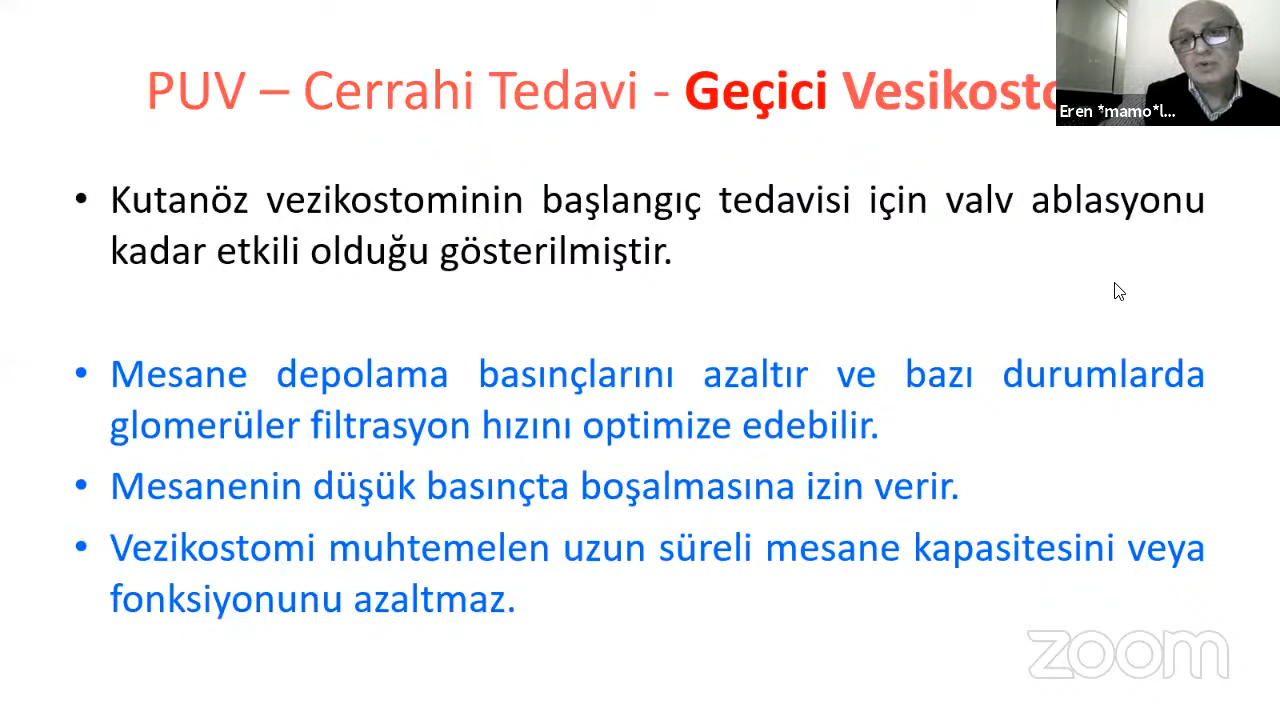 PUV – Cerrahi Tedavi - Geçici
Eren *mamo*l...
• Kutanöz vezikostominin başlangıç tedavisi için valv ablasyonu
kadar etkili olduğu gösterilmiştir.
• Mesane depolama basınçlarını azaltır ve bazı durumlarda
glomerüler filtrasyon hızını optimize edebilir.
• Mesanenin düşük basınçta boşalmasına izin verir.
• Vezikostomi muhtemelen uzun süreli mesane kapasitesini veya
fonksiyonunu azaltmaz.
zoom